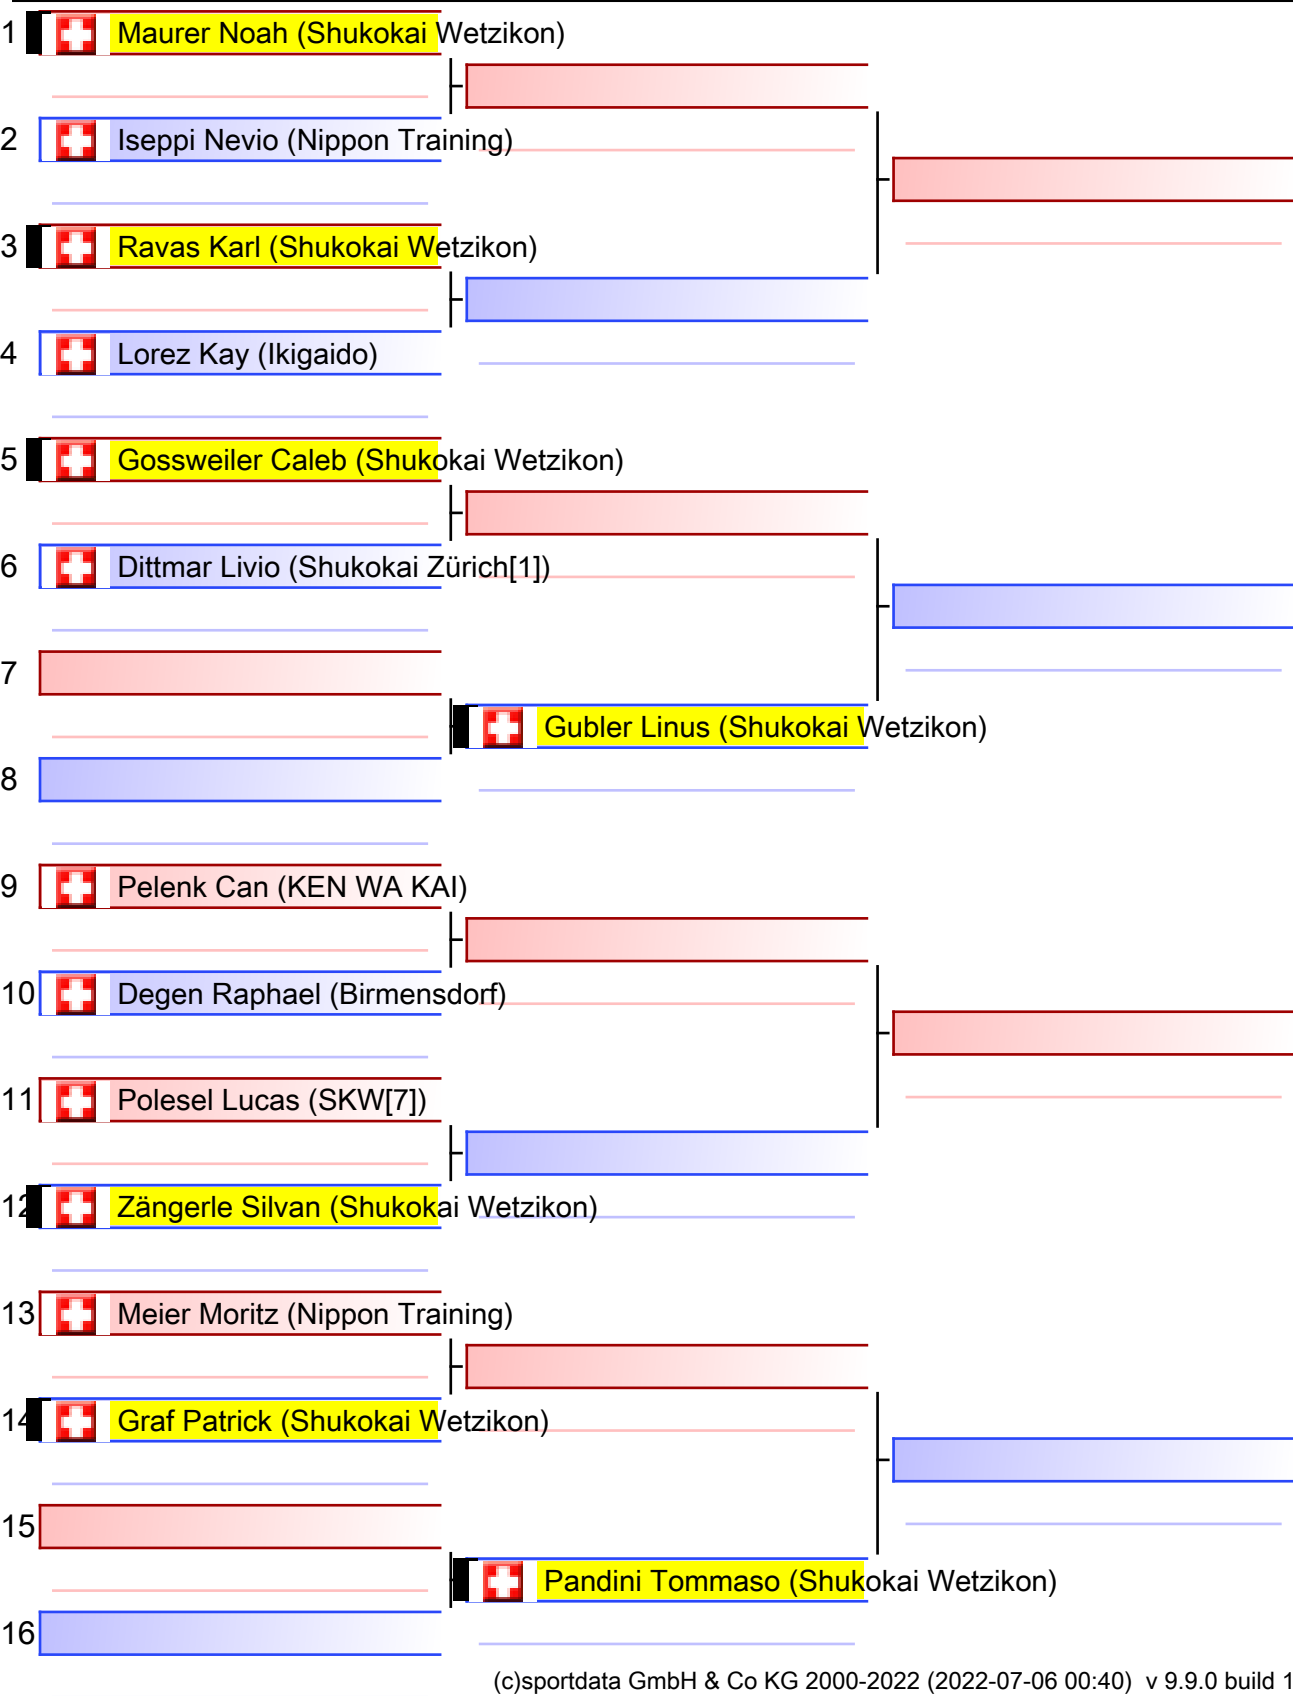 1 Maurer Noah (Shukokai Wetzikon)
2 Iseppi Nevio (Nippon Training)
3 Ravas Karl (Shukokai Wetzikon)
4 Lorez Kay (Ikigaido)
5 Gossweiler Caleb (Shukokai Wetzikon)
6 Dittmar Livio (Shukokai Zürich[1])
7
Gubler Linus (Shukokai Wetzikon)
8
9 Pelenk Can (KEN WA KAI)
10 Degen Raphael (Birmensdorf)
11 Polesel Lucas (SKW[7])
12 Zängerle Silvan (Shukokai Wetzikon)
13 Meier Moritz (Nippon Training)
14 Graf Patrick (Shukokai Wetzikon)
15
Pandini Tommaso (Shukokai Wetzikon)
16
(c)sportdata GmbH & Co KG 2000-2022 (2022-07-06 00:40) v 9.9.0 build 1